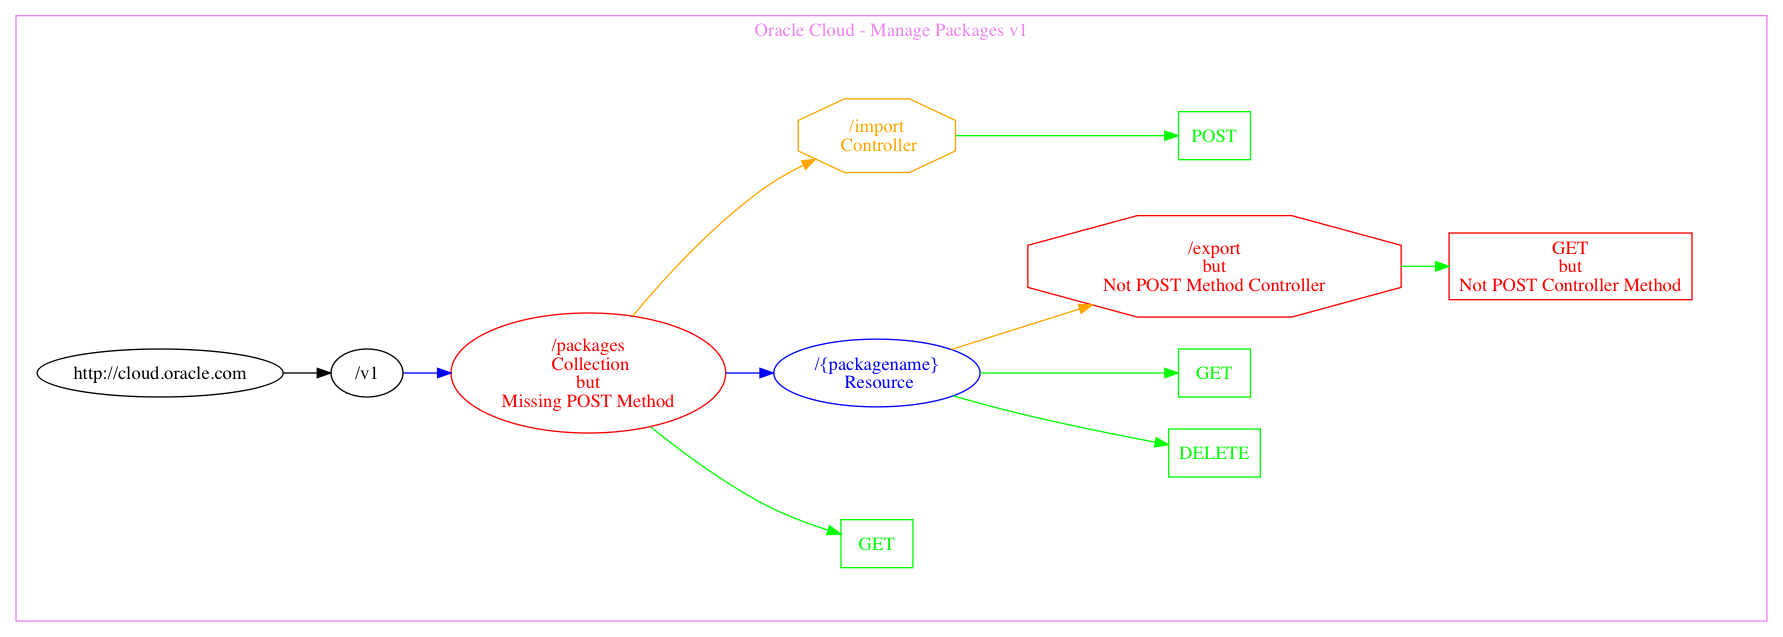 Oracle Cloud - Manage Packages v1
/import
Controller
POST
/export
but
Not POST Method Controller
GET
but
Not POST Controller Method
http://cloud.oracle.com
/v1
/packages
Collection
but
Missing POST Method
/{packagename}
Resource
GET
DELETE
GET